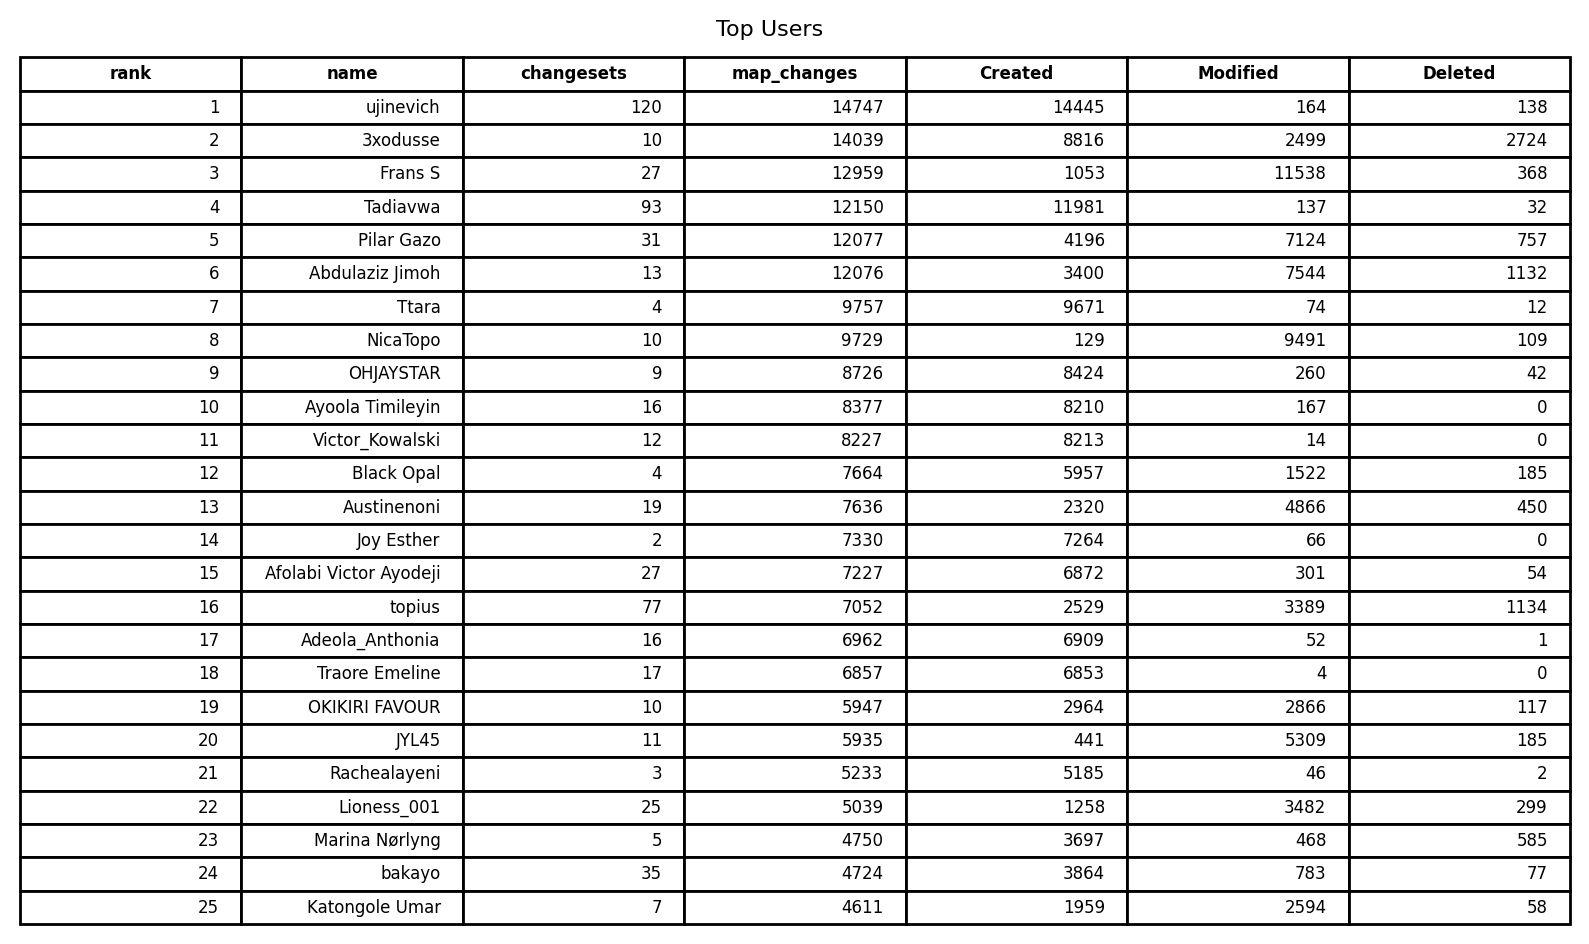 Top Users
rank name changesets map_changes Created Modified Deleted
1 ujinevich 120 14747 14445 164 138
2 3xodusse 10 14039 8816 2499 2724
3 Frans S 27 12959 1053 11538 368
4 Tadiavwa 93 12150 11981 137 32
5 Pilar Gazo 31 12077 4196 7124 757
6 Abdulaziz Jimoh 13 12076 3400 7544 1132
7 Ttara 4 9757 9671 74 12
8 NicaTopo 10 9729 129 9491 109
9 OHJAYSTAR 9 8726 8424 260 42
10 Ayoola Timileyin 16 8377 8210 167 0
11 Victor_Kowalski 12 8227 8213 14 0
12 Black Opal 4 7664 5957 1522 185
13 Austinenoni 19 7636 2320 4866 450
14 Joy Esther 2 7330 7264 66 0
15 Afolabi Victor Ayodeji 27 7227 6872 301 54
16 topius 77 7052 2529 3389 1134
17 Adeola_Anthonia 16 6962 6909 52 1
18 Traore Emeline 17 6857 6853 4 0
19 OKIKIRI FAVOUR 10 5947 2964 2866 117
20 JYL45 11 5935 441 5309 185
21 Rachealayeni 3 5233 5185 46 2
22 Lioness_001 25 5039 1258 3482 299
23 Marina Nørlyng 5 4750 3697 468 585
24 bakayo 35 4724 3864 783 77
25 Katongole Umar 7 4611 1959 2594 58